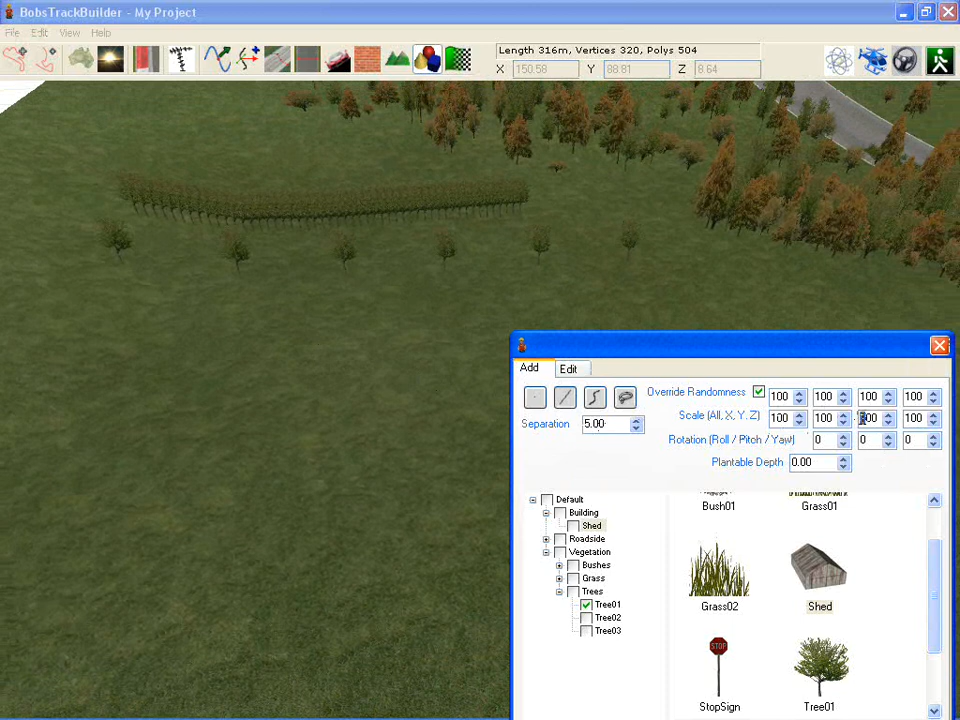 BobsTrackBuilder - My Project
File Edit View Help
Length 316m, Vertices 320, Polys 504
X 150.58 Y 88.81 Z 8.64
Add Edit
Override Randomness 100 100 100 100
Separation 5.00 Scale (All, X, Y, Z) 100 100 100 100
Rotation (Roll / Pitch / Yaw) 0 0 0
Plantable Depth 0.00
Default
Building
Shed
Roadside
Vegetation
Bushes
Grass
Trees
Tree01
Tree02
Tree03
Bush01 Grass01
Grass02 Shed
STOP
StopSign Tree01